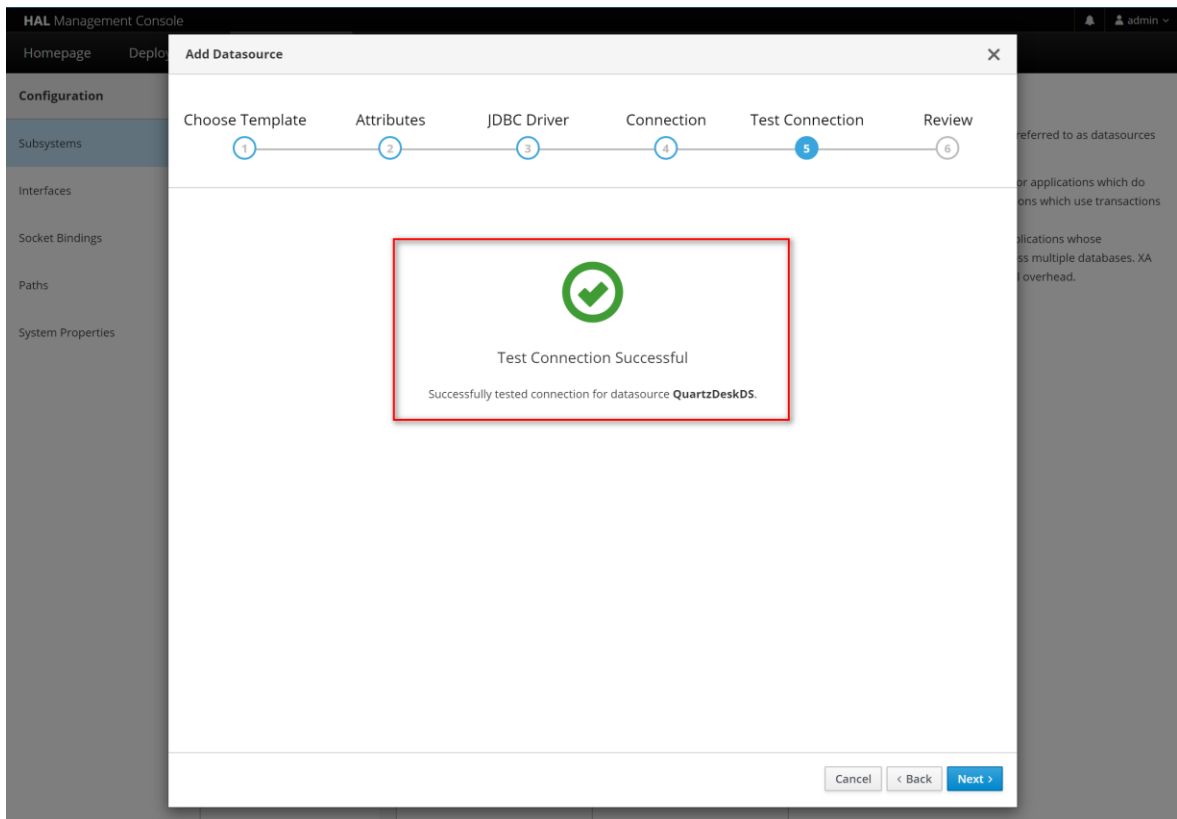 HAL Management Console
admin
Homepage
Deploy
Add Datasource
Configuration
Subsystems
Interfaces
Socket Bindings
Paths
System Properties
Choose Template
Attributes
JDBC Driver
Connection
Test Connection
Review
1
2
3
4
5
6
Test Connection Successful
Successfully tested connection for datasource QuartzDeskDS.
referred to as datasources
or applications which do
ons which use transactions
plications whose
ss multiple databases. XA
l overhead.
Cancel
< Back
Next >